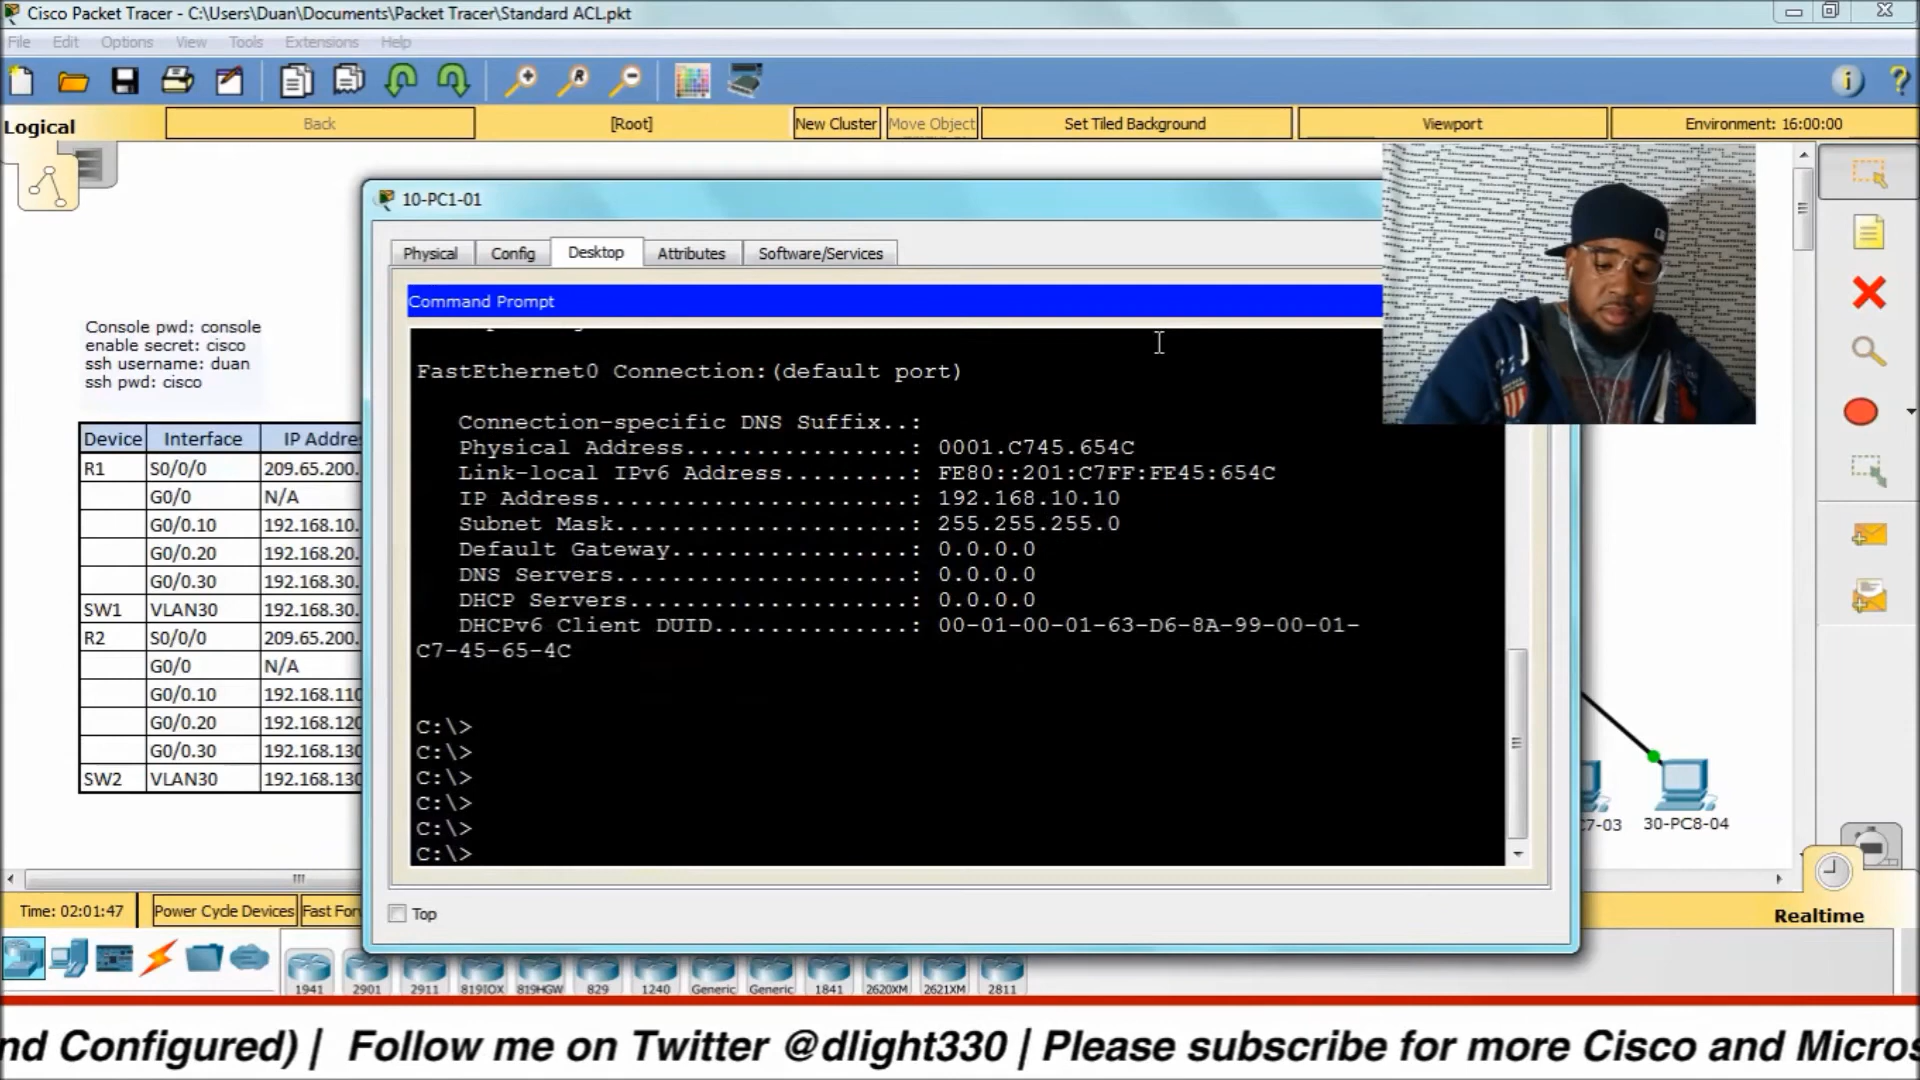 Cisco Packet Tracer - C:\Users\Duan\Documents\Packet Tracer\Standard ACL.pkt
File Edit Options View Tools Extensions Help
Logical Back [Root] New Cluster Move Object Set Tiled Background Viewport Environment: 16:00:00
10-PC1-01
Physical Config Desktop Attributes Software/Services
Command Prompt
FastEthernet0 Connection:(default port)
Connection-specific DNS Suffix..:
Physical Address................: 0001.C745.654C
Link-local IPv6 Address.........: FE80::201:C7FF:FE45:654C
IP Address......................: 192.168.10.10
Subnet Mask.....................: 255.255.255.0
Default Gateway.................: 0.0.0.0
DNS Servers.....................: 0.0.0.0
DHCP Servers....................: 0.0.0.0
DHCPv6 Client DUID..............: 00-01-00-01-63-D6-8A-99-00-01-
C7-45-65-4C
C:\>
C:\>
C:\>
C:\>
C:\>
C:\>
Top
Console pwd: console
enable secret: cisco
ssh username: duan
ssh pwd: cisco
Device Interface IP Addre
R1 S0/0/0 209.65.200.
G0/0 N/A
G0/0.10 192.168.10.
G0/0.20 192.168.20.
G0/0.30 192.168.30.
SW1 VLAN30 192.168.30.
R2 S0/0/0 209.65.200.
G0/0 N/A
G0/0.10 192.168.110
G0/0.20 192.168.120
G0/0.30 192.168.130
SW2 VLAN30 192.168.130
C7-03 30-PC8-04
Time: 02:01:47 Power Cycle Devices Fast For Realtime
1941 2901 2911 819IOX 819HGW 829 1240 Generic Generic 1841 2620XM 2621XM 2811
nd Configured) | Follow me on Twitter @dlight330 | Please subscribe for more Cisco and Micros